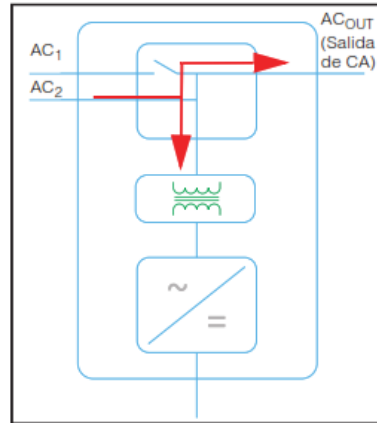 AC₁
AC₂
ACOUT
(Salida
de CA)
~
=